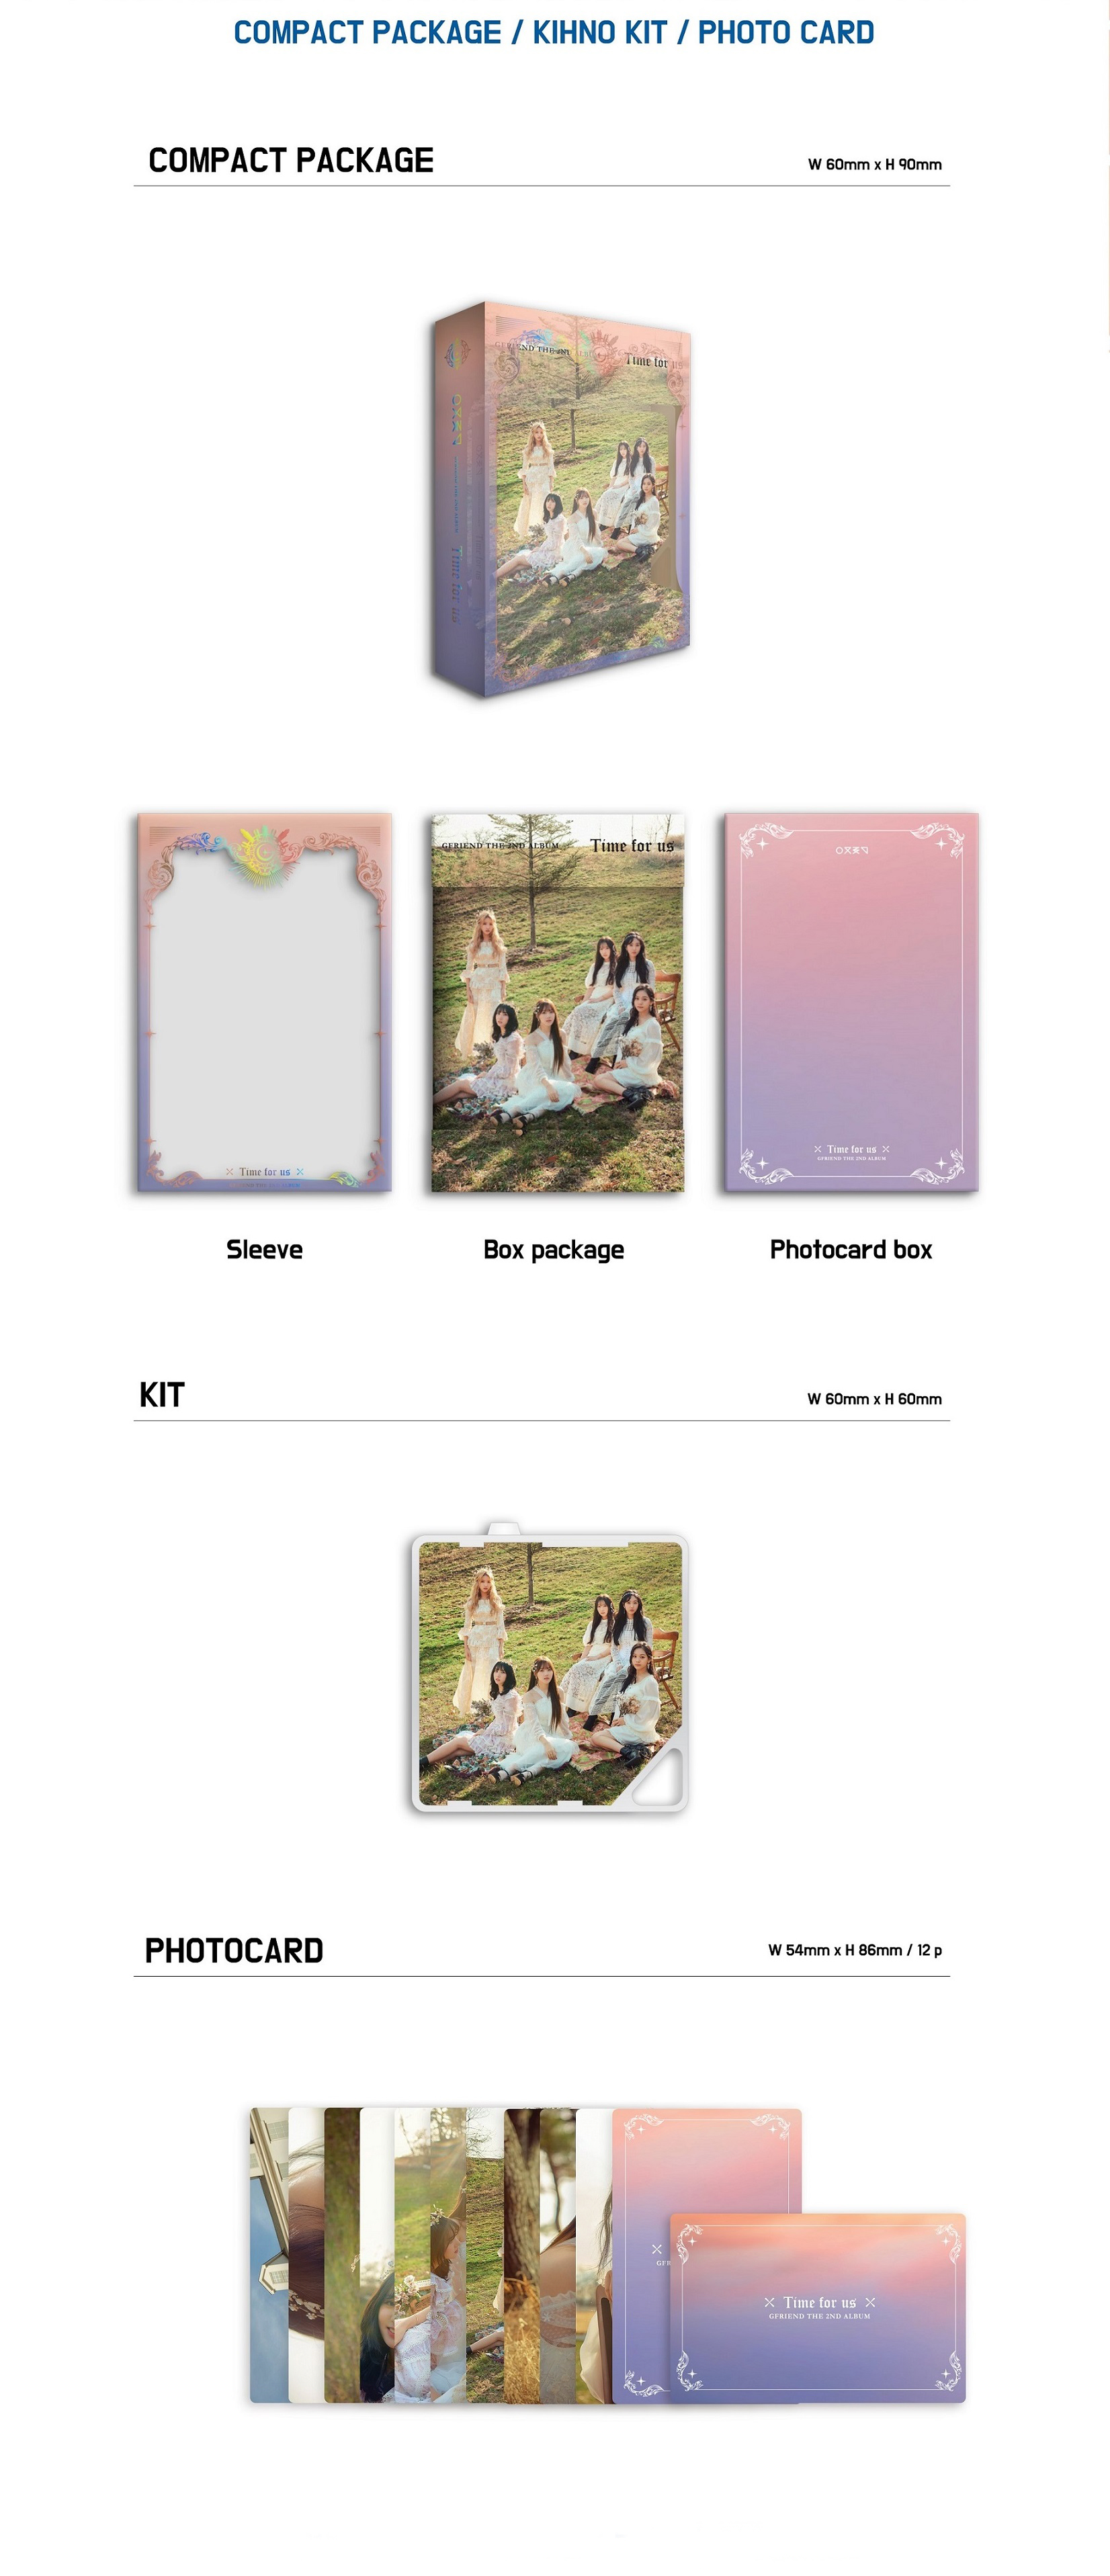 COMPACT PACKAGE / KIHNO KIT / PHOTO CARD
COMPACT PACKAGE
W 60mm x H 90mm
GFRIEND THE 2ND ALBUM
Time for us
Time for us
GFRIEND THE 2ND ALBUM
Time for us
Time for us
Time for us
GFRIEND THE 2ND ALBUM
Sleeve
Box package
Photocard box
KIT
W 60mm x H 60mm
PHOTOCARD
W 54mm x H 86mm / 12 p
GFR
Time for us
GFRIEND THE 2ND ALBUM